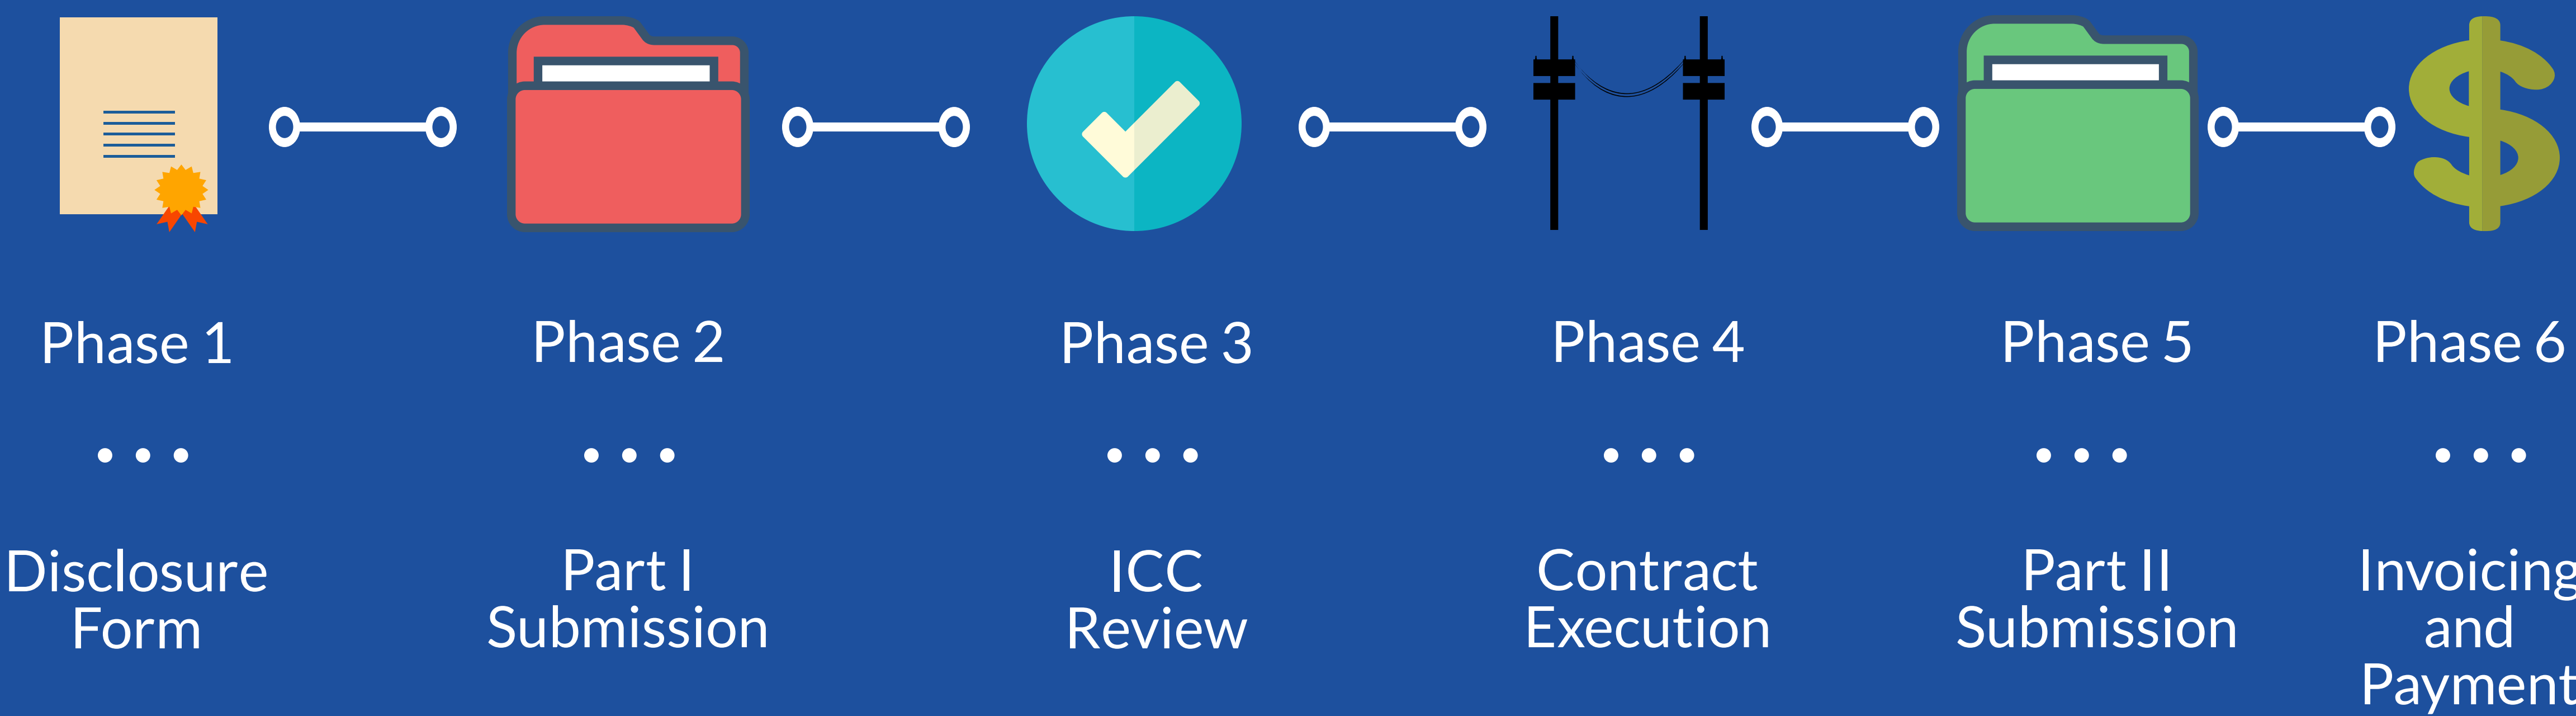 Phase 1
Phase 2
Phase 3
Phase 4
Phase 5
Phase 6
Disclosure
Form
Part I
Submission
ICC
Review
Contract
Execution
Part II
Submission
Invoicing
and
Payment